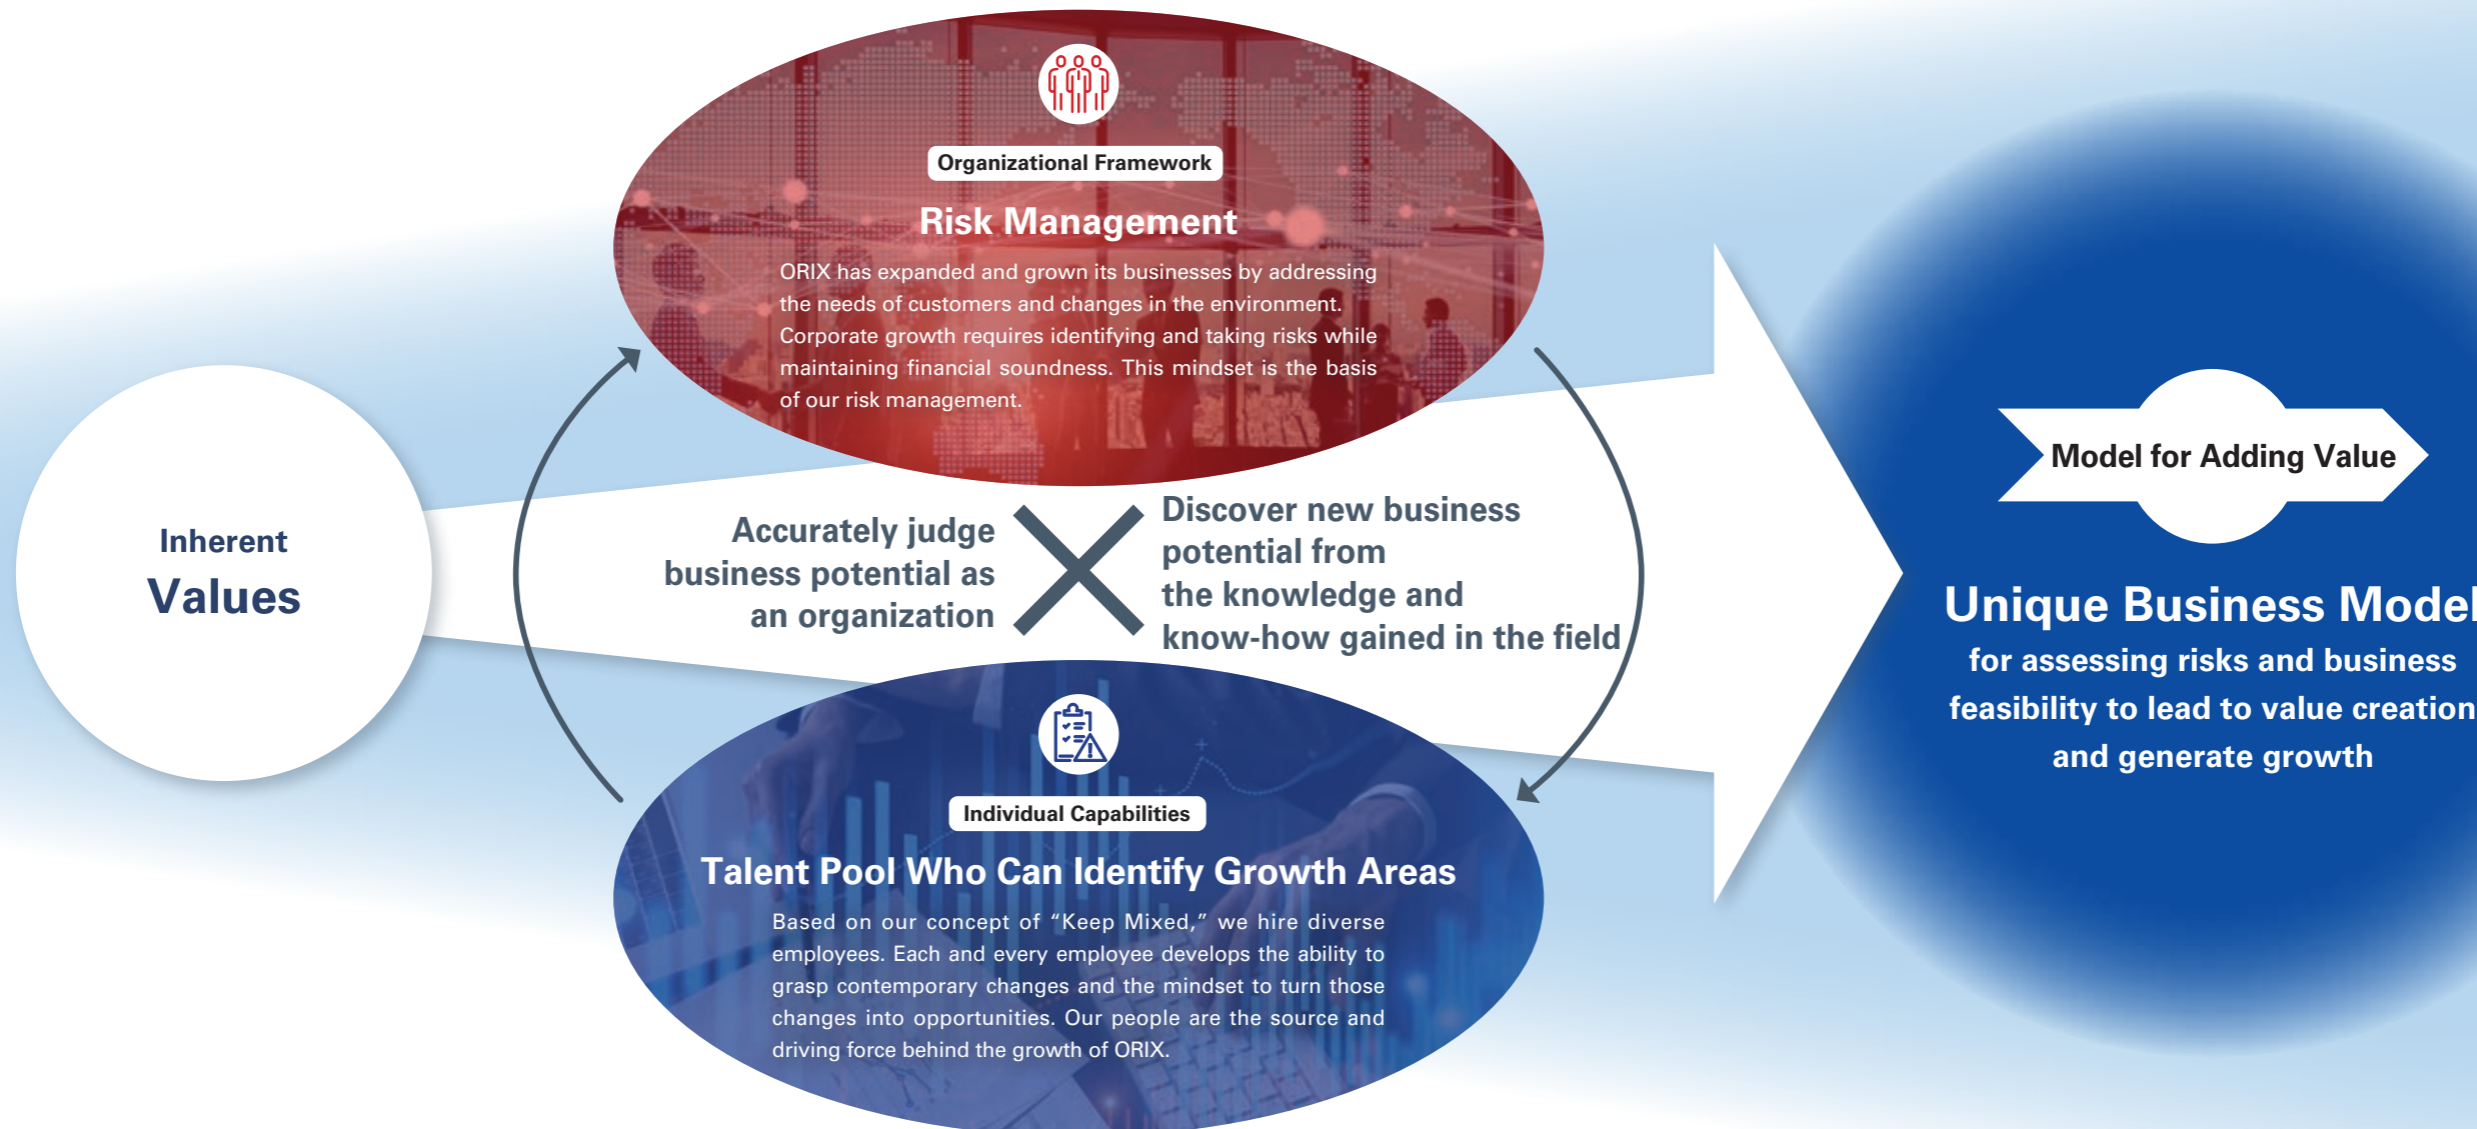 Organizational Framework
Risk Management
ORIX has expanded and grown its businesses by addressing
the needs of customers and changes in the environment.
Corporate growth requires identifying and taking risks while
maintaining financial soundness. This mindset is the basis
of our risk management.
Inherent
Values
Accurately judge
business potential as
an organization
Discover new business
potential from
the knowledge and
know-how gained in the field
Individual Capabilities
Talent Pool Who Can Identify Growth Areas
Based on our concept of “Keep Mixed,” we hire diverse
employees. Each and every employee develops the ability to
grasp contemporary changes and the mindset to turn those
changes into opportunities. Our people are the source and
driving force behind the growth of ORIX.
Model for Adding Value
Unique Business Model
for assessing risks and business
feasibility to lead to value creation
and generate growth